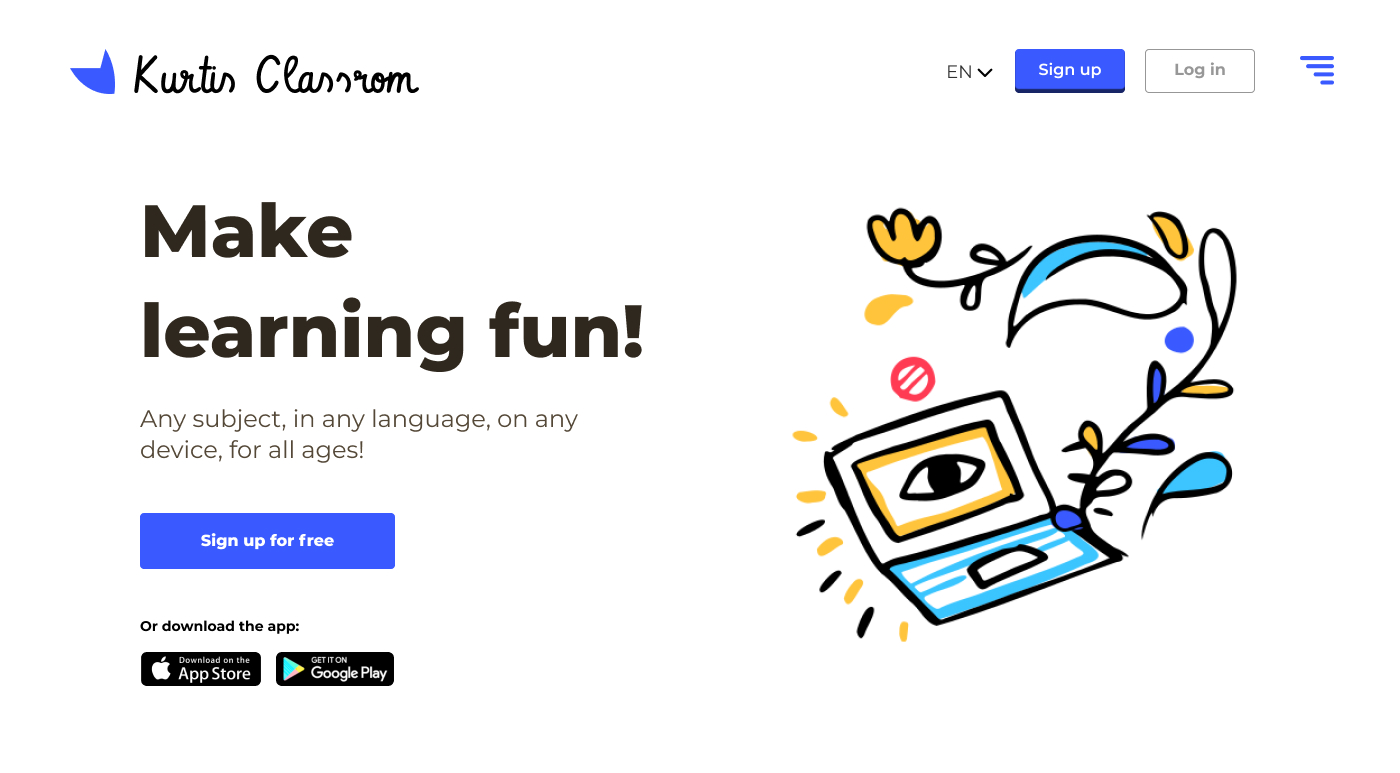 Kurtis Classrom
EN
Sign up
Log in
Make
learning fun!
Any subject, in any language, on any
device, for all ages!
Sign up for free
Or download the app:
Download on the
App Store
GET IT ON
Google Play